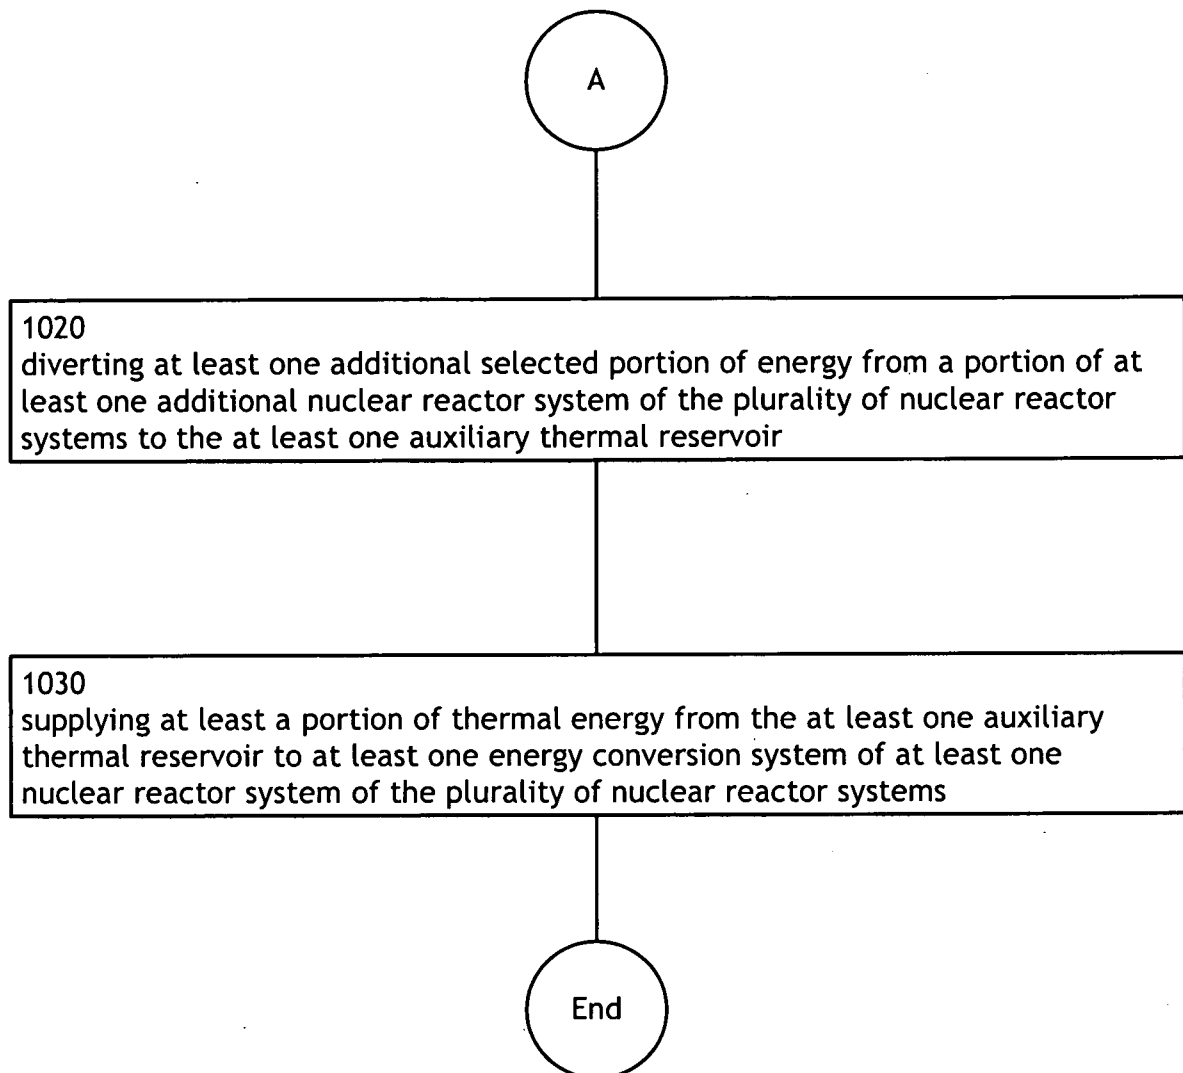 A
1020
diverting at least one additional selected portion of energy from a portion of at
least one additional nuclear reactor system of the plurality of nuclear reactor
systems to the at least one auxiliary thermal reservoir
1030
supplying at least a portion of thermal energy from the at least one auxiliary
thermal reservoir to at least one energy conversion system of at least one
nuclear reactor system of the plurality of nuclear reactor systems
End